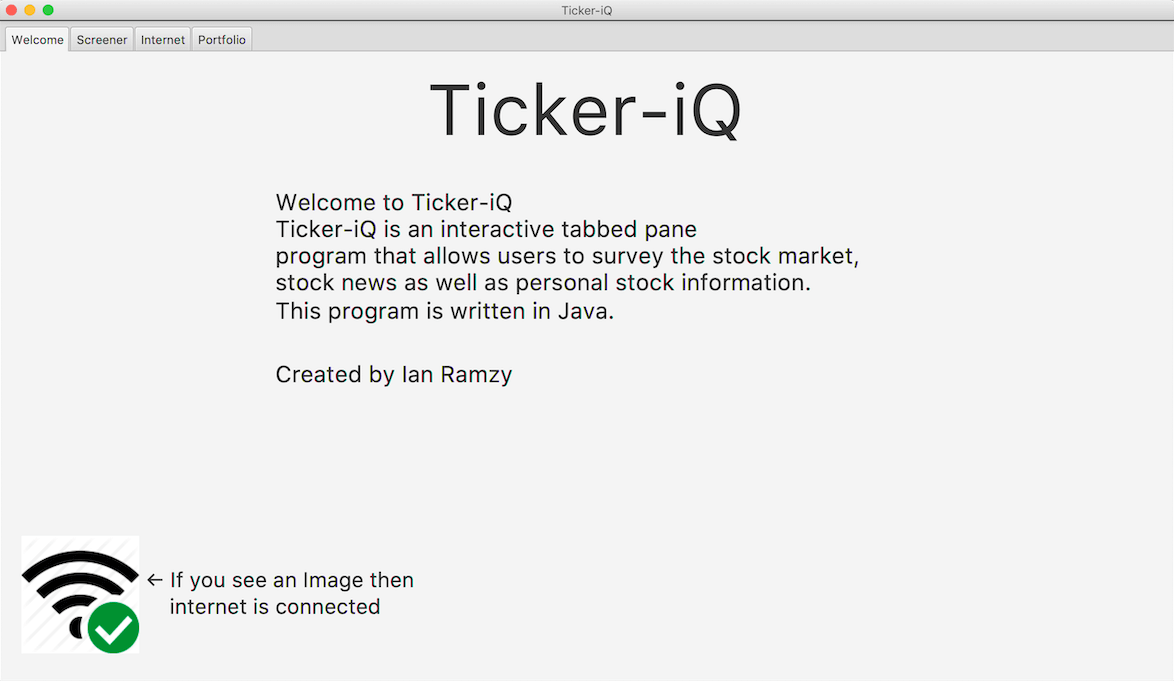 Ticker-iQ
Welcome Screener Internet Portfolio
Ticker-iQ
Welcome to Ticker-iQ
Ticker-iQ is an interactive tabbed pane
program that allows users to survey the stock market,
stock news as well as personal stock information.
This program is written in Java.
Created by Ian Ramzy
← If you see an Image then
internet is connected